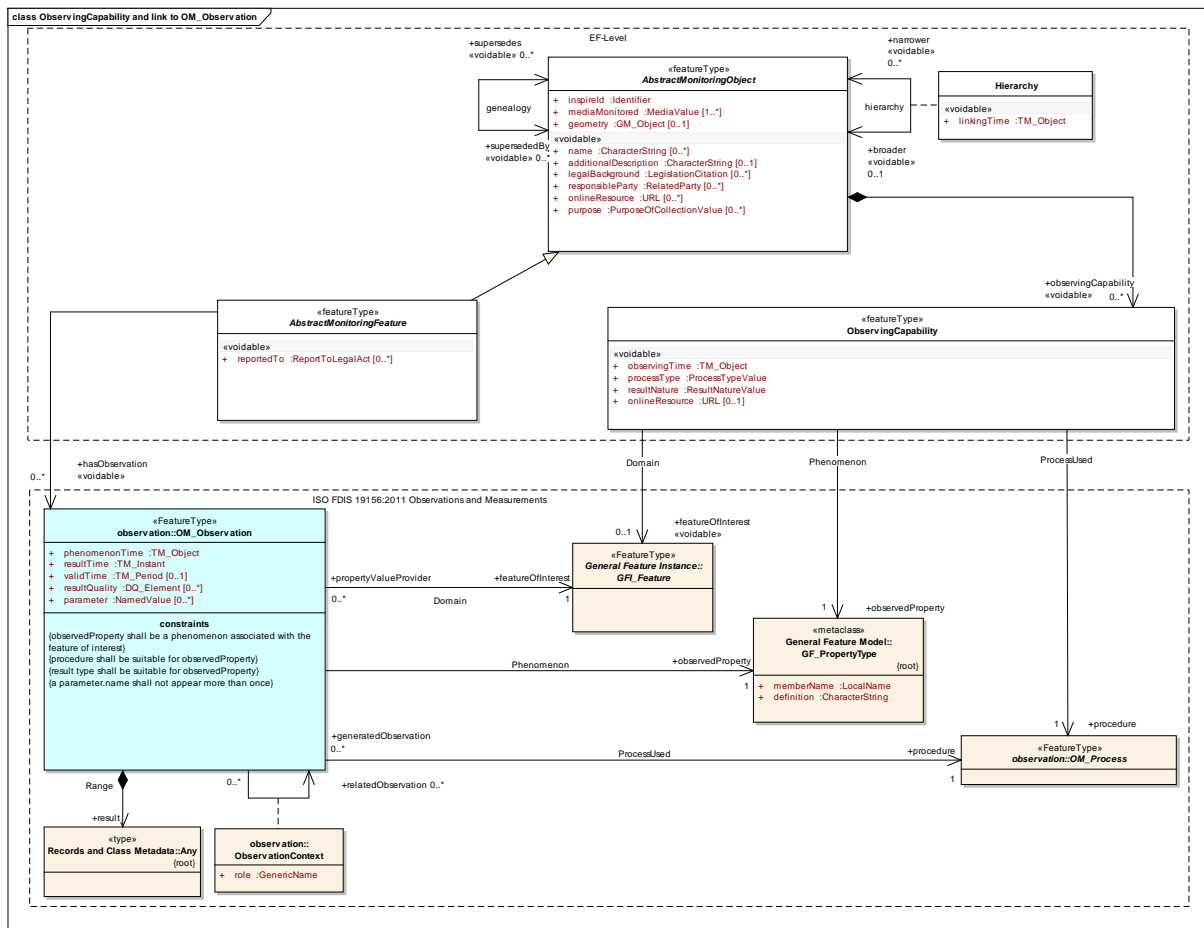 class ObservingCapability and link to OM_Observation
EF-Level
+supersedes
«voidable» 0..*
genealogy
+supersededBy
«voidable» 0..*
«featureType»
AbstractMonitoringObject
+ inspireId :Identifier
+ mediaMonitored :MediaValue [1..*]
+ geometry :GM_Object [0..1]
«voidable»
+ name :CharacterString [0..*]
+ additionalDescription :CharacterString [0..1]
+ legalBackground :LegislationCitation [0..*]
+ responsibleParty :RelatedParty [0..*]
+ onlineResource :URL [0..*]
+ purpose :PurposeOfCollectionValue [0..*]
+narrower
«voidable»
0..*
hierarchy
+broader
«voidable»
0..1
Hierarchy
«voidable»
+ linkingTime :TM_Object
+observingCapability
«voidable» 0..*
«featureType»
AbstractMonitoringFeature
«voidable»
+ reportedTo :ReportToLegalAct [0..*]
«featureType»
ObservingCapability
«voidable»
+ observingTime :TM_Object
+ processType :ProcessTypeValue
+ resultNature :ResultNatureValue
+ onlineResource :URL [0..1]
+hasObservation
0..* «voidable»
Domain
Phenomenon
ProcessUsed
ISO FDIS 19156:2011 Observations and Measurements
«FeatureType»
observation::OM_Observation
+ phenomenonTime :TM_Object
+ resultTime :TM_Instant
+ validTime :TM_Period [0..1]
+ resultQuality :DQ_Element [0..*]
+ parameter :NamedValue [0..*]
constraints
{observedProperty shall be a phenomenon associated with the
feature of interest}
{procedure shall be suitable for observedProperty}
{result type shall be suitable for observedProperty}
{a parameter.name shall not appear more than once}
0..1
+featureOfInterest
«voidable»
«FeatureType»
General Feature Instance::
GFI_Feature
+propertyValueProvider
0..*
Domain
+featureOfInterest
1
1
+observedProperty
«metaclass»
General Feature Model::
GF_PropertyType
{root}
+ memberName :LocalName
+ definition :CharacterString
Phenomenon
+observedProperty
1
1
+procedure
«FeatureType»
observation::OM_Process
+generatedObservation
0..*
ProcessUsed
+procedure
1
Range
+result
0..*
+relatedObservation 0..*
«type»
Records and Class Metadata::Any
{root}
observation::
ObservationContext
+ role :GenericName